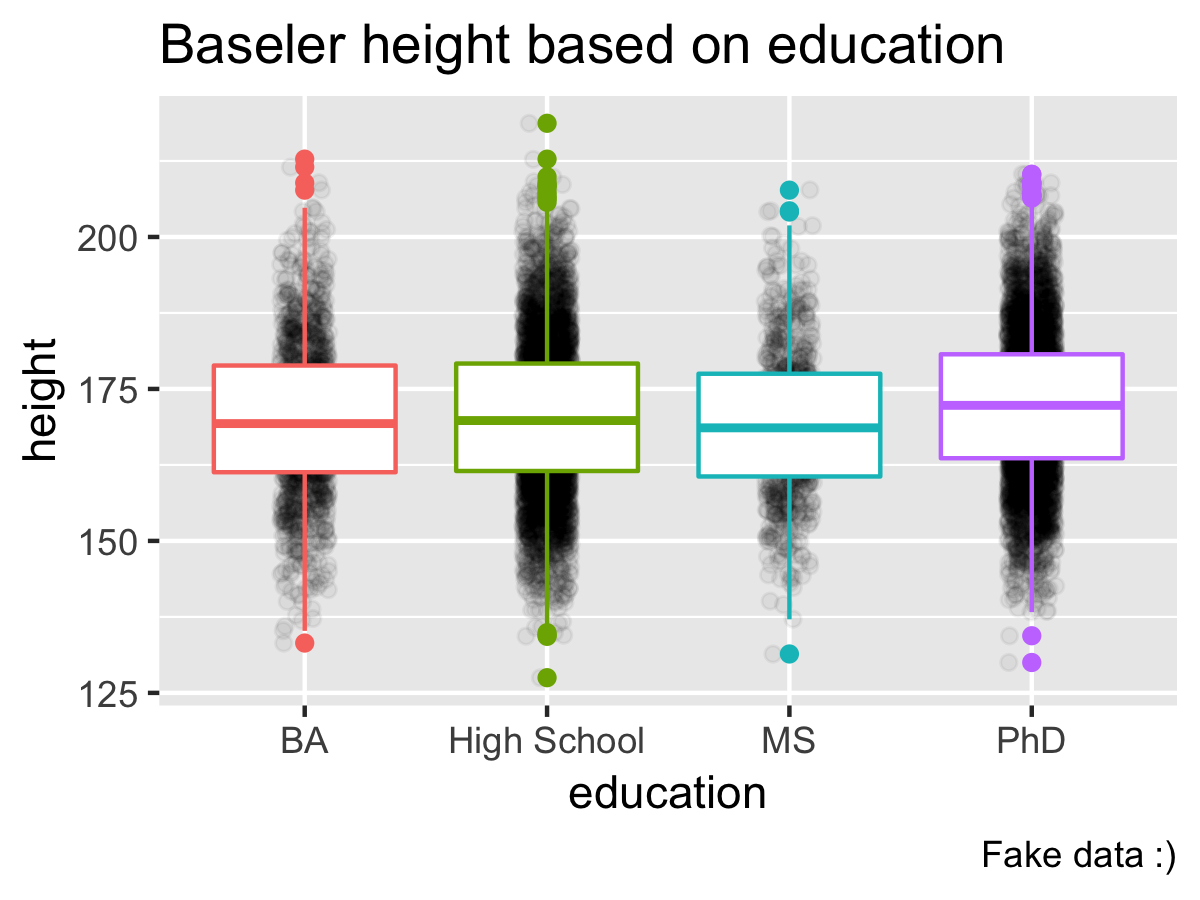 Baseler height based on education
height
200
175
150
125
BA High School MS PhD
education
Fake data :)